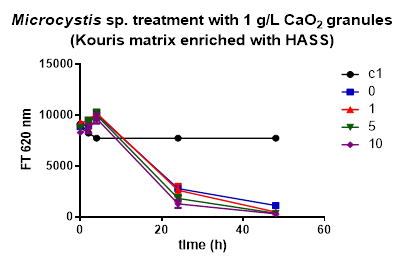 Microcystis sp. treatment with 1 g/L CaO₂ granules
(Kouris matrix enriched with HASS)
15000
10000
5000
0
FT 620 nm
0
20
40
60
time (h)
c1
0
1
5
10